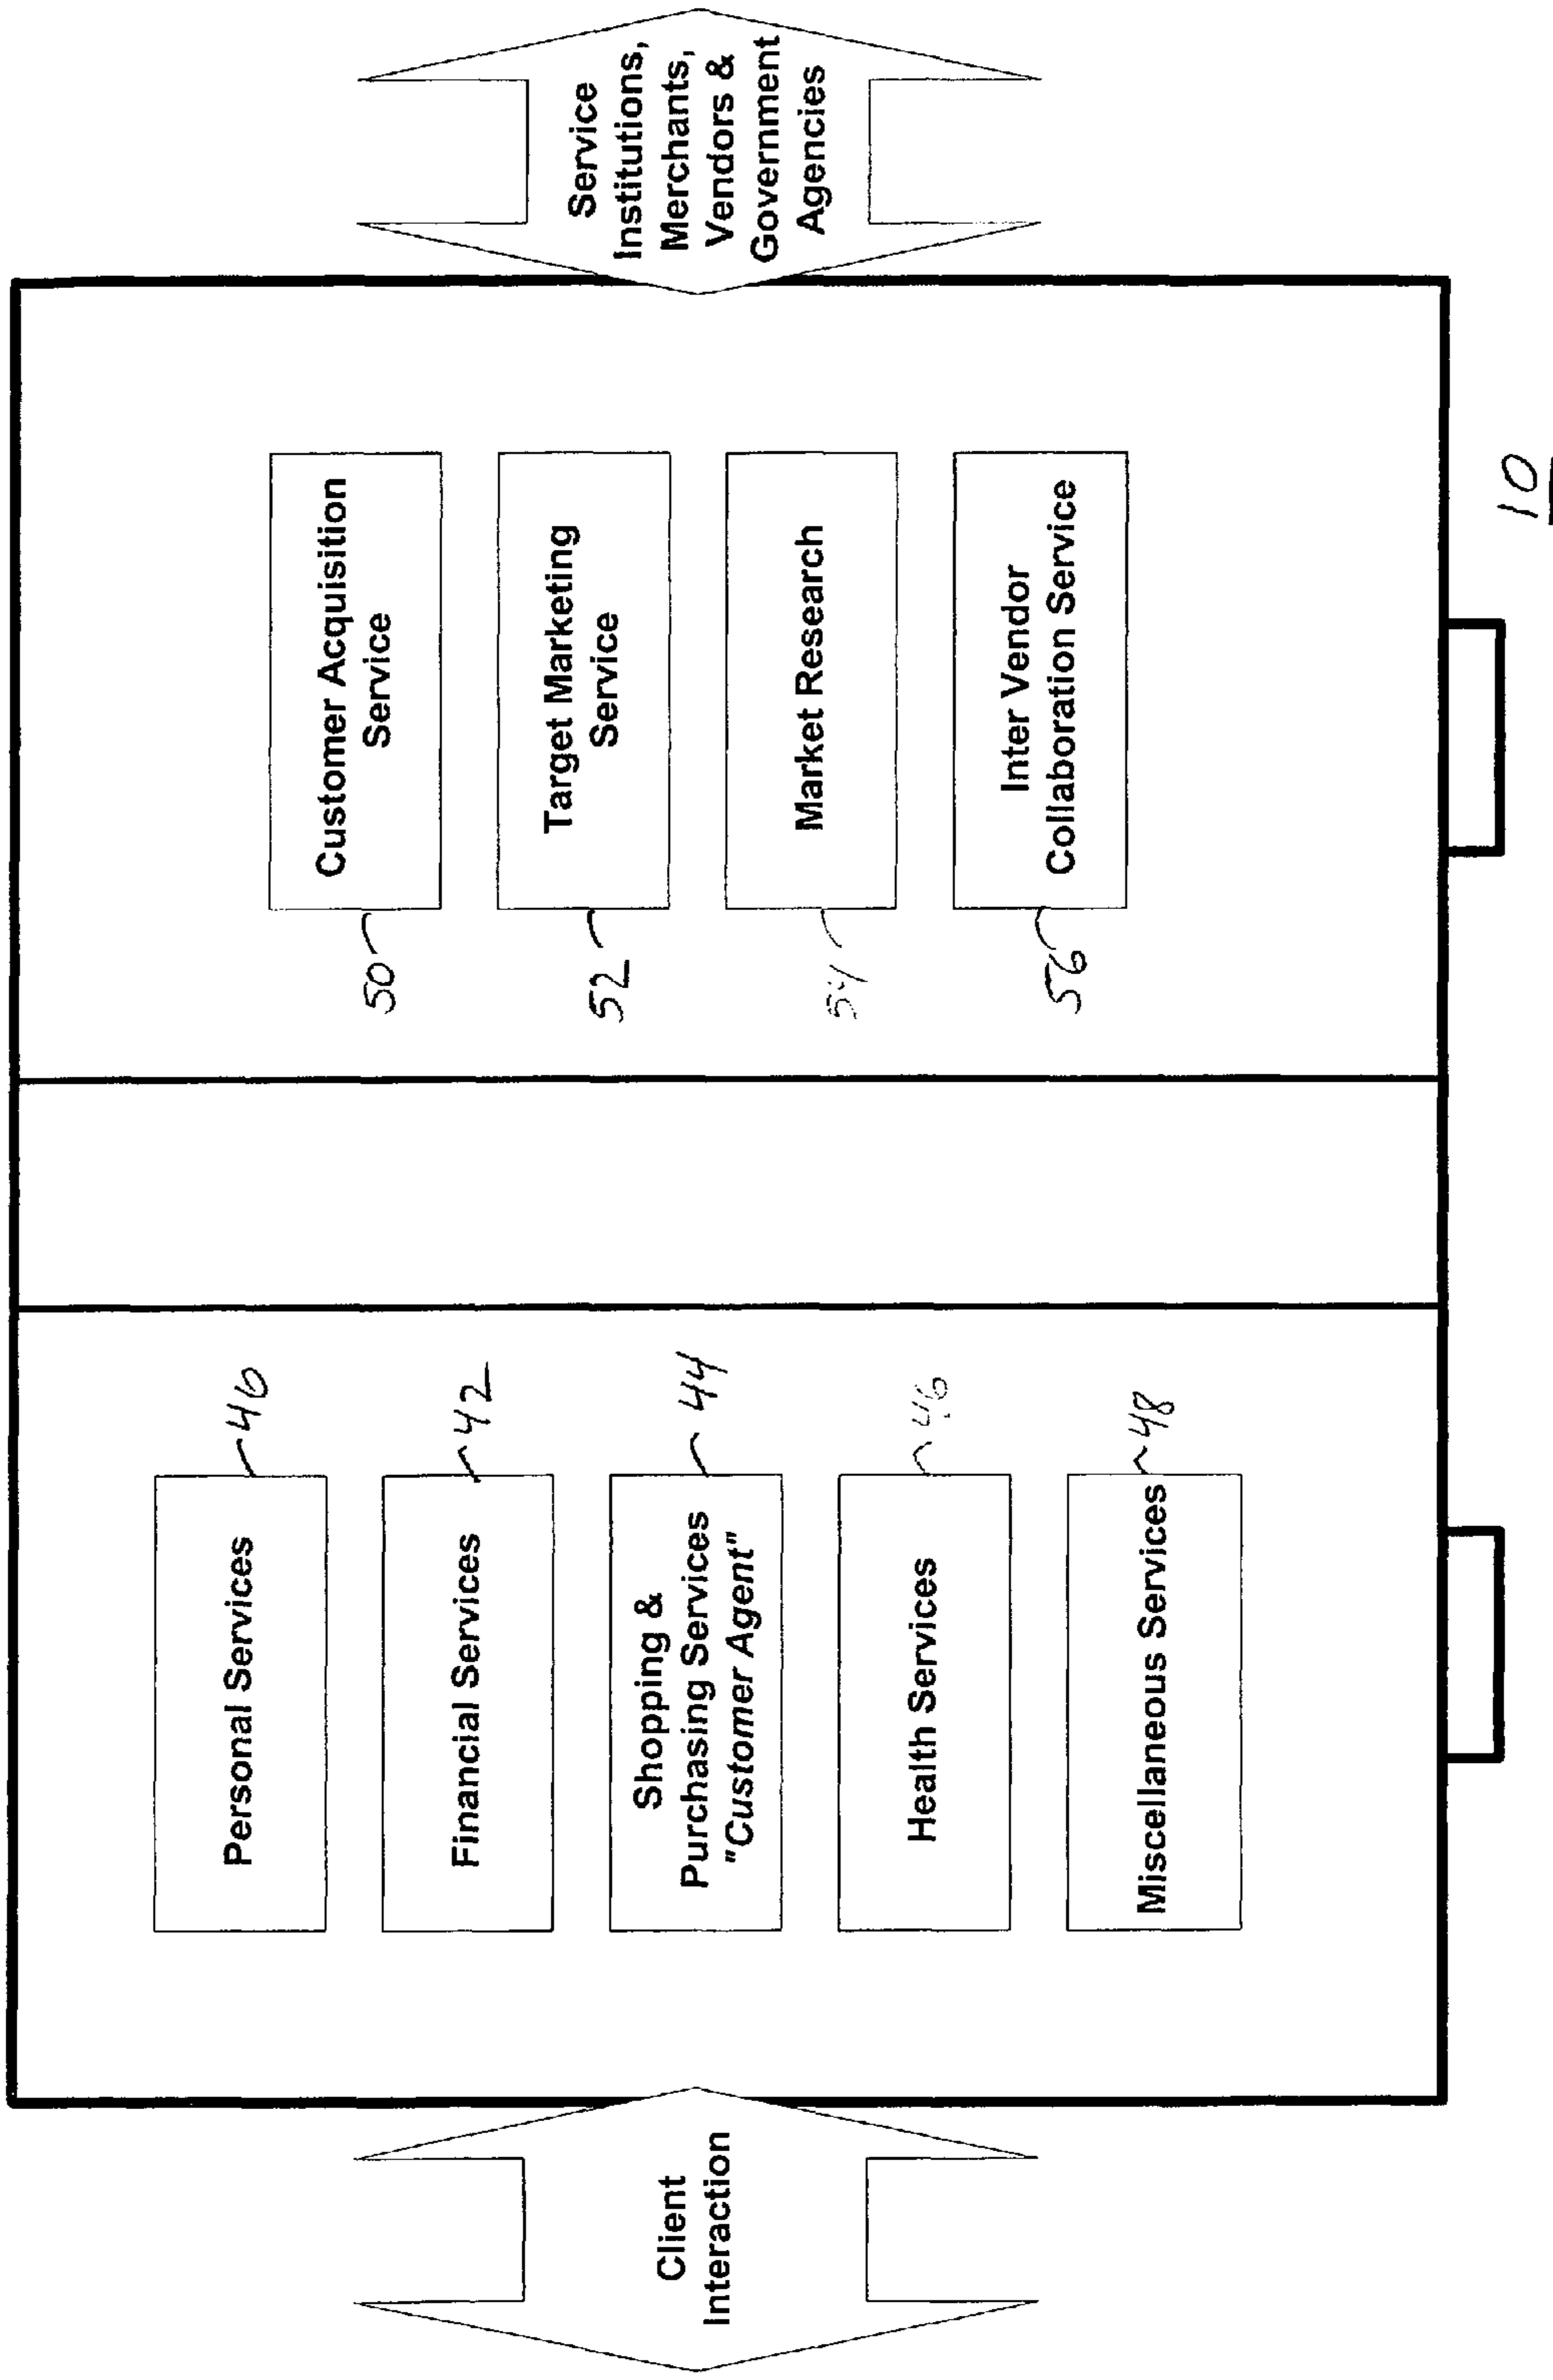 Client
Interaction
Personal Services
40
Financial Services
42
Shopping &
Purchasing Services
"Customer Agent"
44
Health Services
46
Miscellaneous Services
48
50
Customer Acquisition
Service
52
Target Marketing
Service
54
Market Research
56
Inter Vendor
Collaboration Service
Service
Institutions,
Merchants,
Vendors &
Government
Agencies
10